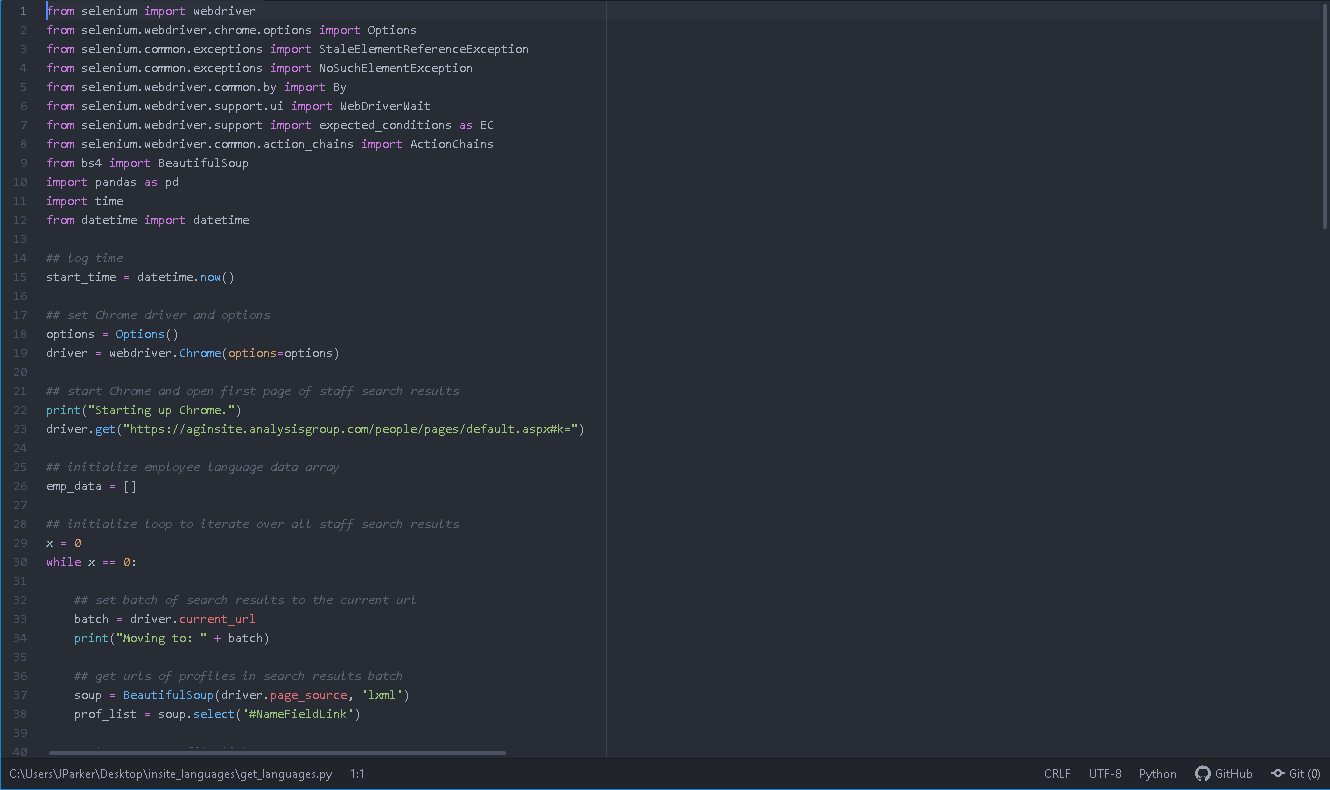 1 from selenium import webdriver
2 from selenium.webdriver.chrome.options import Options
3 from selenium.common.exceptions import StaleElementReferenceException
4 from selenium.common.exceptions import NoSuchElementException
5 from selenium.webdriver.common.by import By
6 from selenium.webdriver.support.ui import WebDriverWait
7 from selenium.webdriver.support import expected_conditions as EC
8 from selenium.webdriver.common.action_chains import ActionChains
9 from bs4 import BeautifulSoup
10 import pandas as pd
11 import time
12 from datetime import datetime
13
14 ## log time
15 start_time = datetime.now()
16
17 ## set Chrome driver and options
18 options = Options()
19 driver = webdriver.Chrome(options=options)
20
21 ## start Chrome and open first page of staff search results
22 print("Starting up Chrome.")
23 driver.get("https://aginsite.analysisgroup.com/people/pages/default.aspx#k=")
24
25 ## initialize employee language data array
26 emp_data = []
27
28 ## initialize loop to iterate over all staff search results
29 x = 0
30 while x == 0:
31
32     ## set batch of search results to the current url
33     batch = driver.current_url
34     print("Moving to: " + batch)
35
36     ## get urls of profiles in search results batch
37     soup = BeautifulSoup(driver.page_source, 'lxml')
38     prof_list = soup.select('#NameFieldLink')
39
40
C:\Users\JParker\Desktop\insite_languages\get_languages.py 1:1 CRLF UTF-8 Python GitHub Git (0)